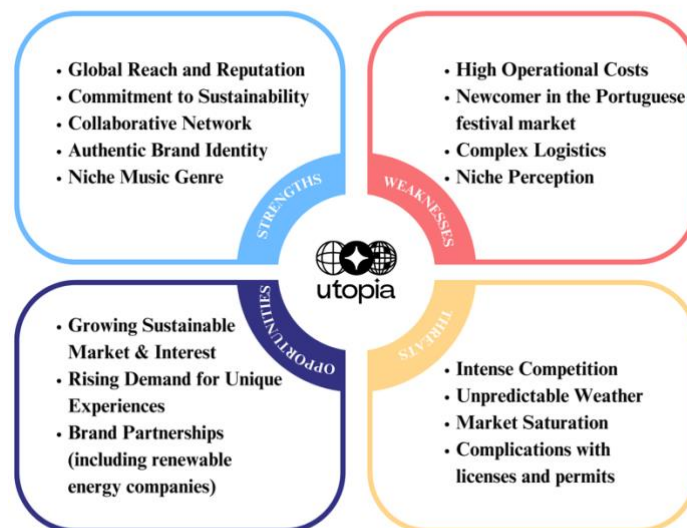 • Global Reach and Reputation
• Commitment to Sustainability
• Collaborative Network
• Authentic Brand Identity
• Niche Music Genre
STRENGTHS
• High Operational Costs
• Newcomer in the Portuguese
festival market
• Complex Logistics
• Niche Perception
WEAKNESSES
utopia
• Growing Sustainable
Market & Interest
• Rising Demand for Unique
Experiences
• Brand Partnerships
(including renewable
energy companies)
OPPORTUNITIES
• Intense Competition
• Unpredictable Weather
• Market Saturation
• Complications with
licenses and permits
THREATS